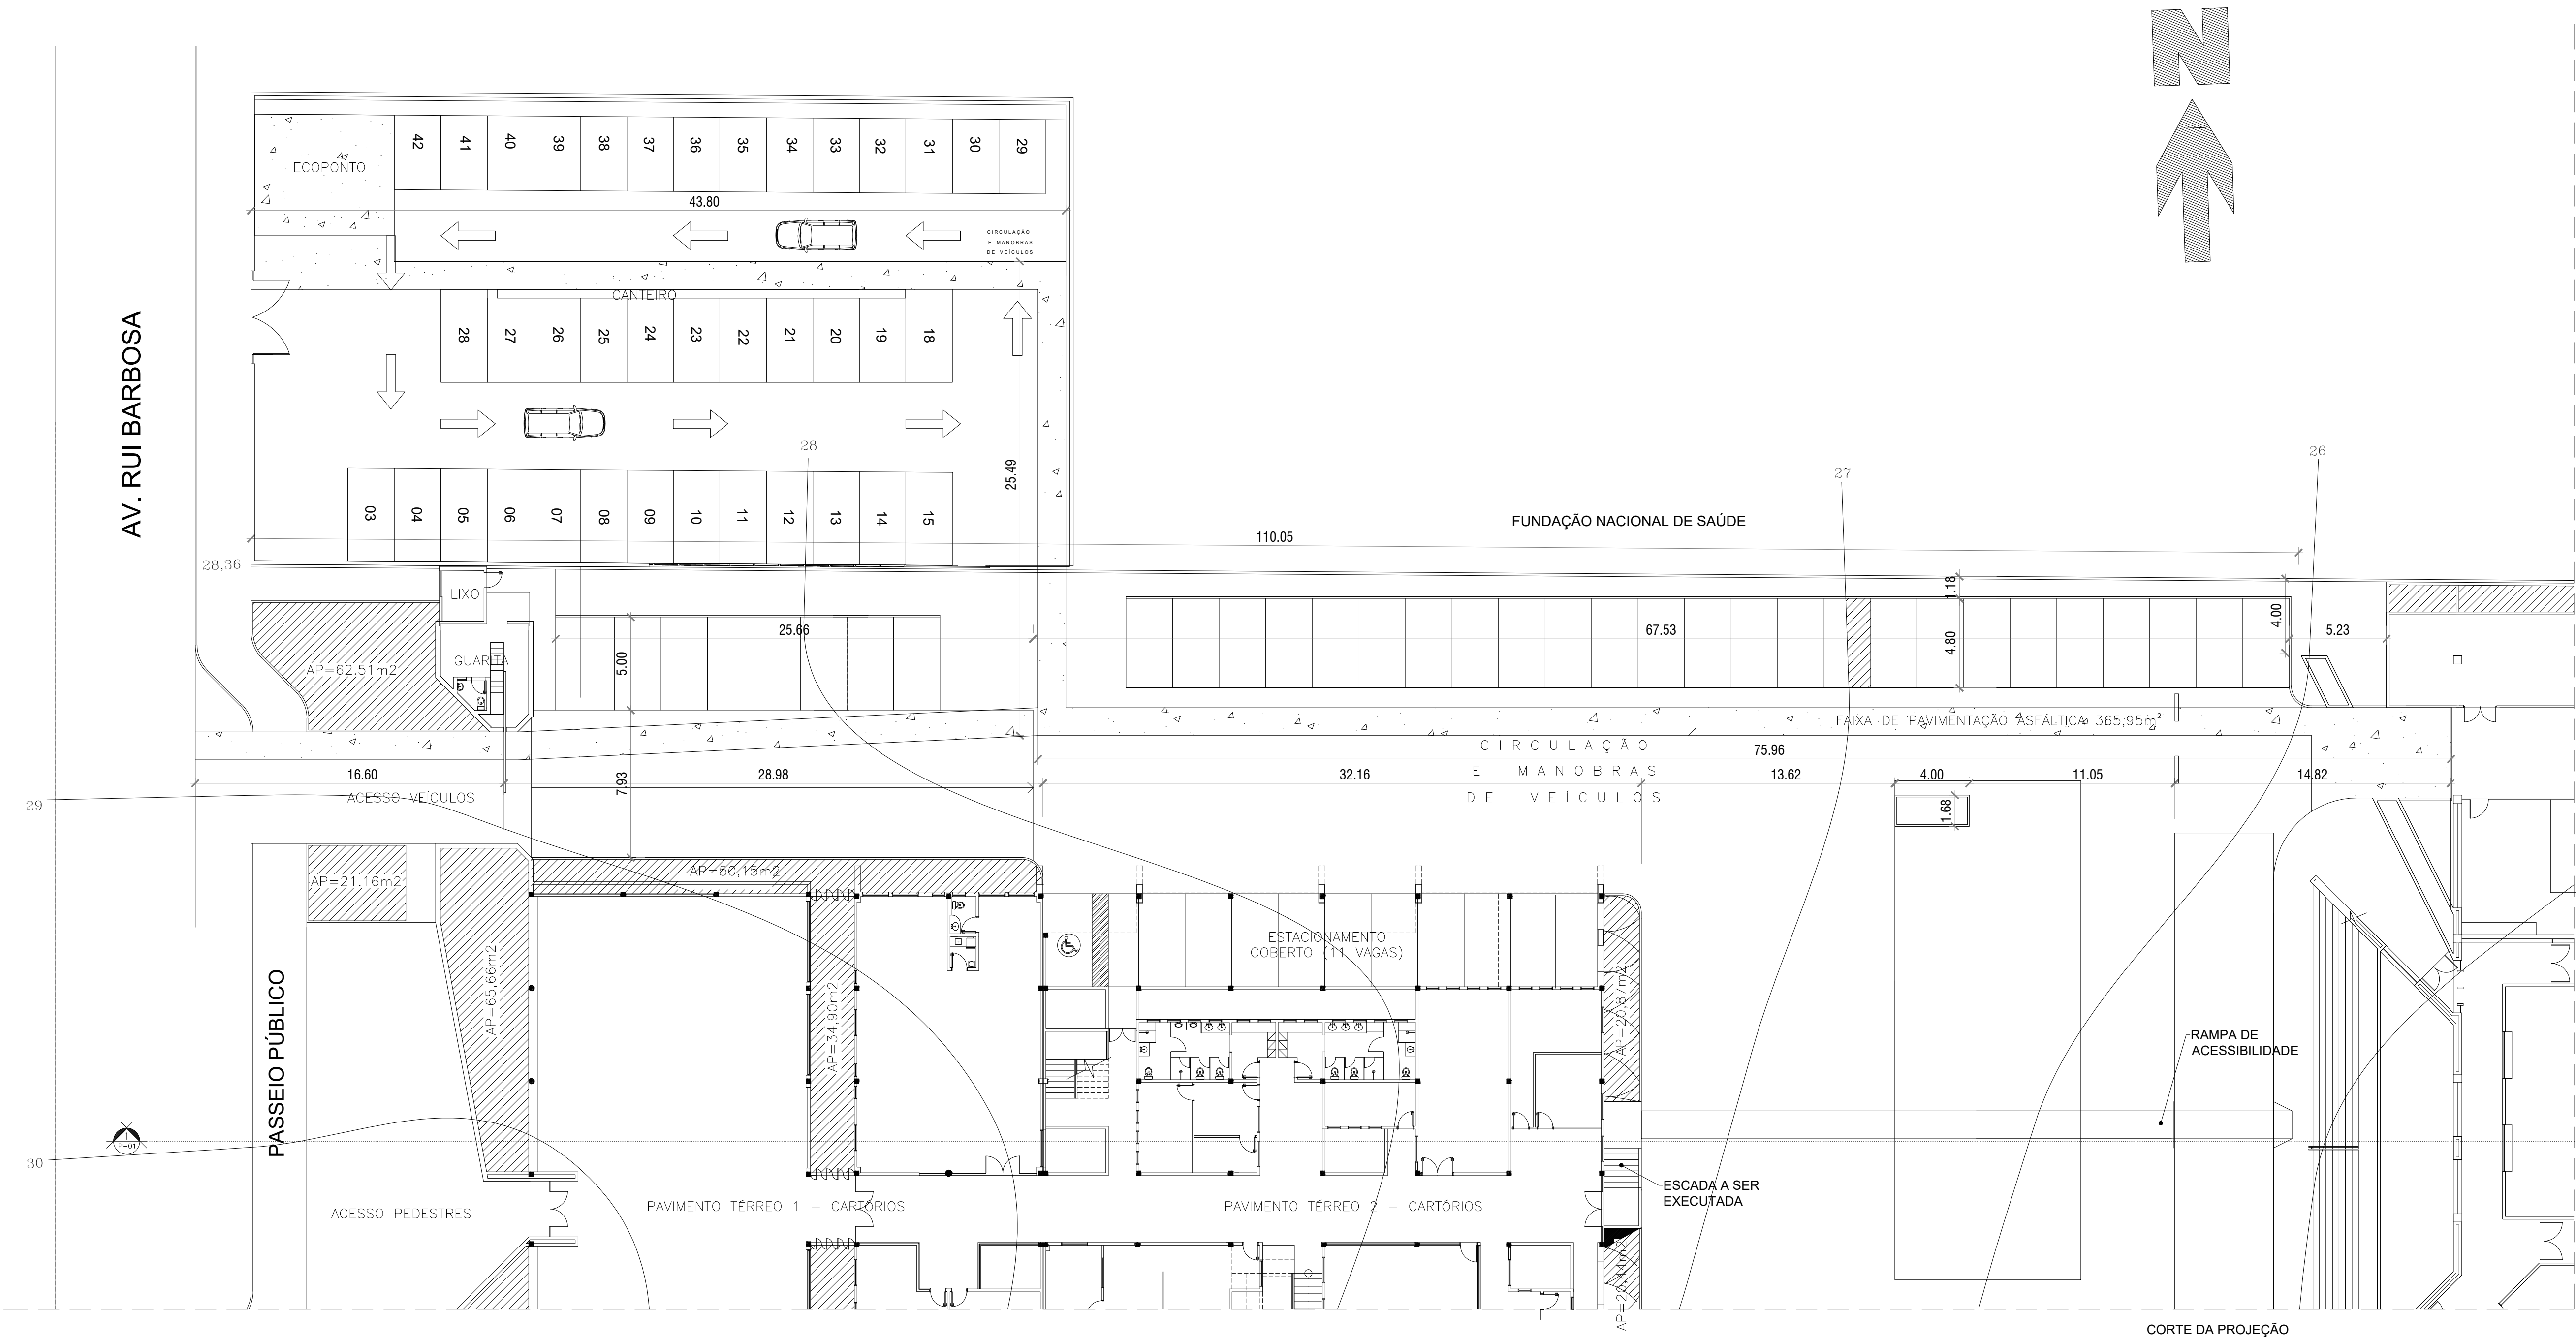 N
42
41
40
39
38
37
36
35
34
33
32
31
30
29
ECOPONTO
43.80
CIRCULAÇÃO
E MANOBRAS
DE VEÍCULOS
CANTEIRO
28
27
26
25
24
23
22
21
20
19
18
AV. RUI BARBOSA
28
25.49
27
26
03
04
05
06
07
08
09
10
11
12
13
14
15
FUNDAÇÃO NACIONAL DE SAÚDE
110.05
28,36
LIXO
1.18
4.00
25.66
67.53
5.23
GUARITA
AP=62.51m2
5.00
4.80
FAIXA DE PAVIMENTAÇÃO ASFÁLTICA 365,95m²
CIRCULAÇÃO
E MANOBRAS
DE VEÍCULOS
75.96
16.60
28.98
7.93
32.16
13.62
4.00
11.05
14.82
29
ACESSO VEÍCULOS
1.68
AP=50,15m2
AP=21.16m2
ESTACIONAMENTO
COBERTO (11 VAGAS)
AP=65,66m2
AP=34,90m2
AP=20,87m2
PASSEIO PÚBLICO
RAMPA DE
ACESSIBILIDADE
1
P-01
30
ESCADA A SER
EXECUTADA
ACESSO PEDESTRES
PAVIMENTO TÉRREO 1 - CARTÓRIOS
PAVIMENTO TÉRREO 2 - CARTÓRIOS
AP=20,44m2
CORTE DA PROJEÇÃO